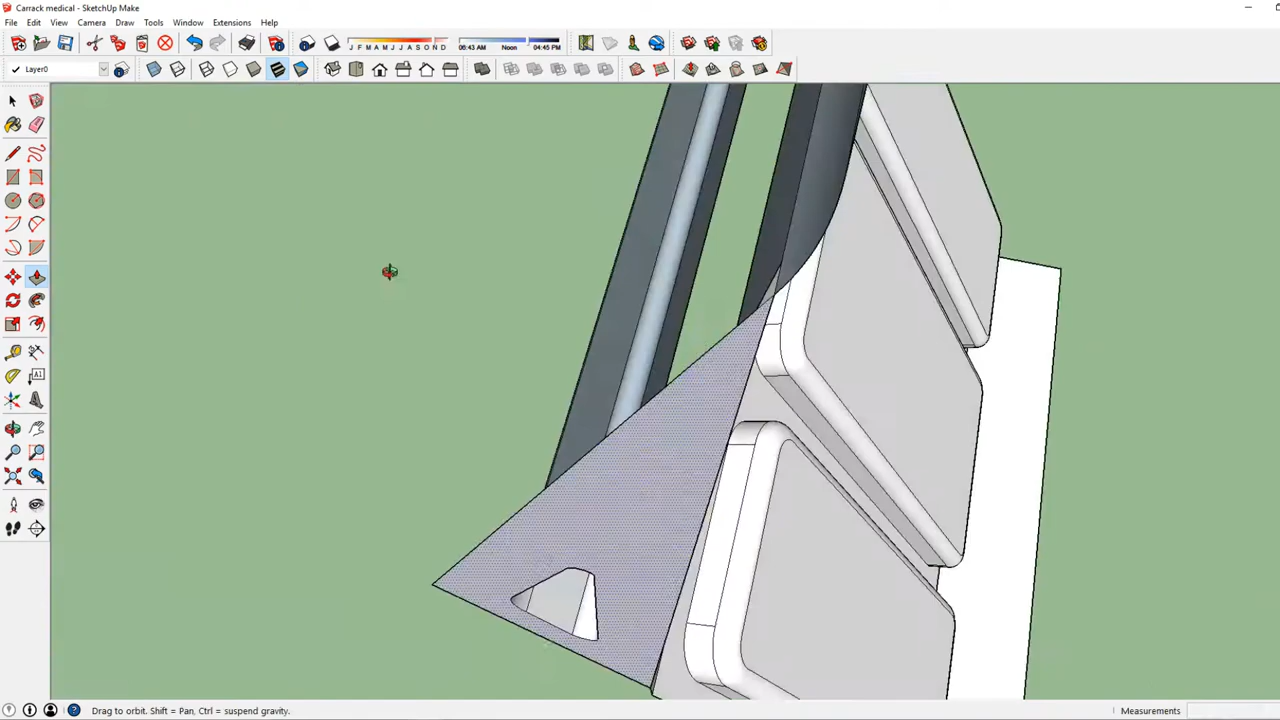 Carrack medical - SketchUp Make
File Edit View Camera Draw Tools Window Extensions Help
J F M A M J J A S O N D 06:43 AM Noon 04:45 PM
Layer0
A1
Drag to orbit. Shift = Pan, Ctrl = suspend gravity. Measurements